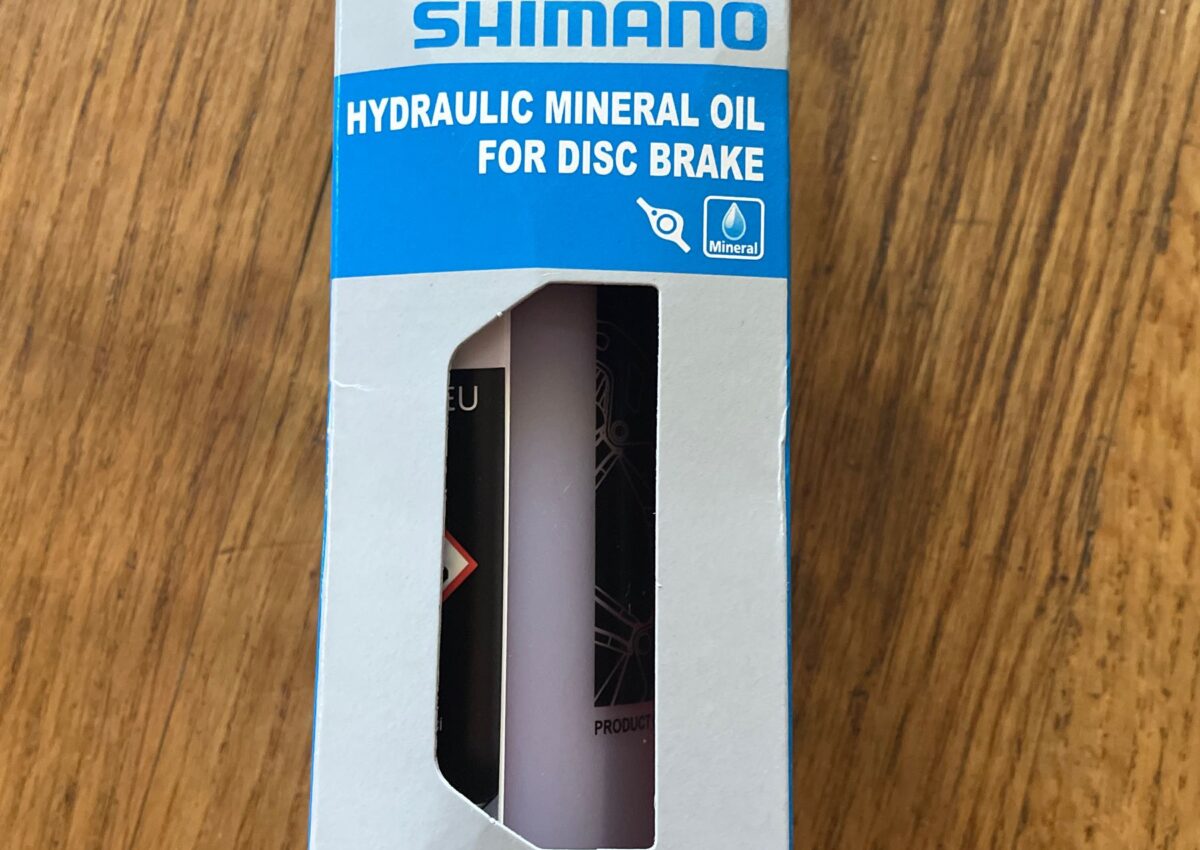 SHIMANO
HYDRAULIC MINERAL OIL
FOR DISC BRAKE
Mineral
EU
PRODUCT